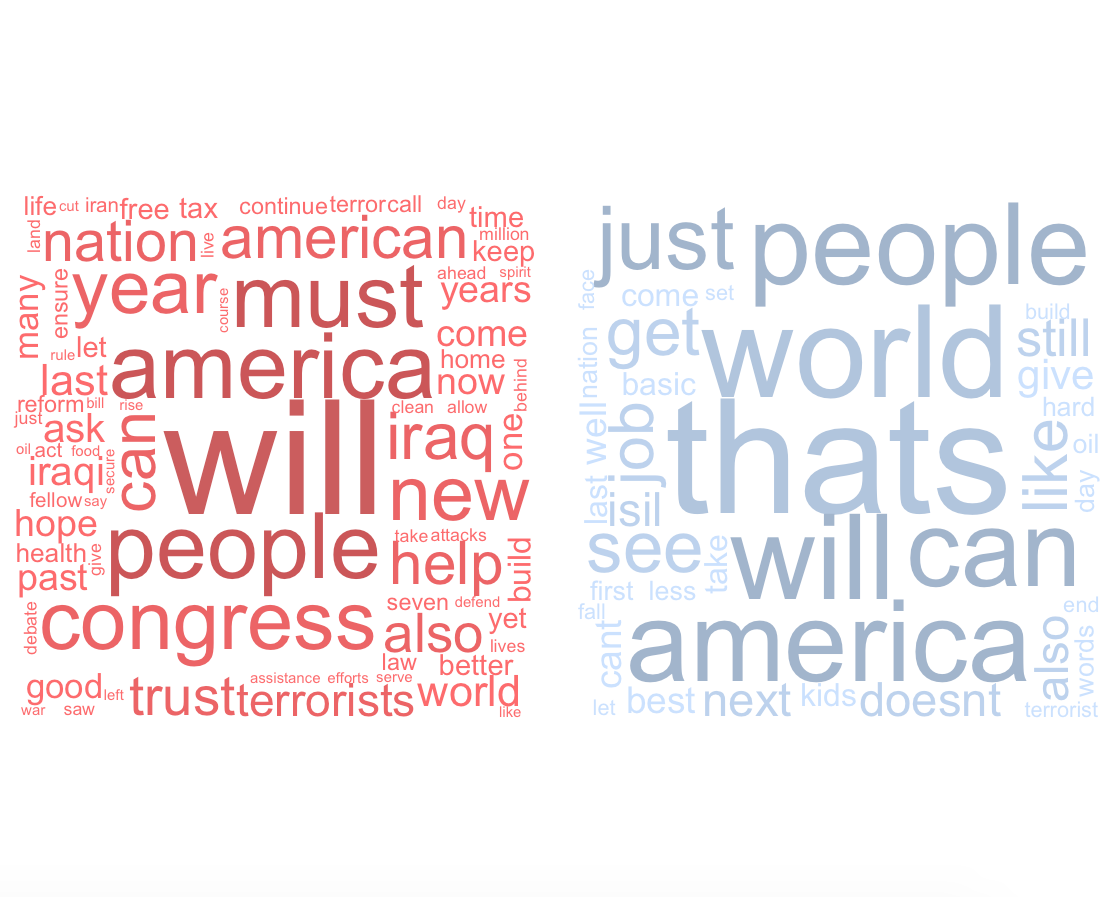 life cut iran free tax continue terror call day time
land nation live american million keep
many ensure year course must ahead spirit years
rule let america come home now behind
last reform bill rise clean allow
just ask can will iraq one
oil act food iraqi secure new
fellow say hope people take attacks
health give past help build
debate congress also seven defend yet lives
law better
good left trust terrorists assistance efforts serve world
war saw like
just people
face come set
nation get world build still
basic give hard
last well job thats like oil day
isil
see take will can
first less
fall cant america also end words
let best next kids doesnt terrorist